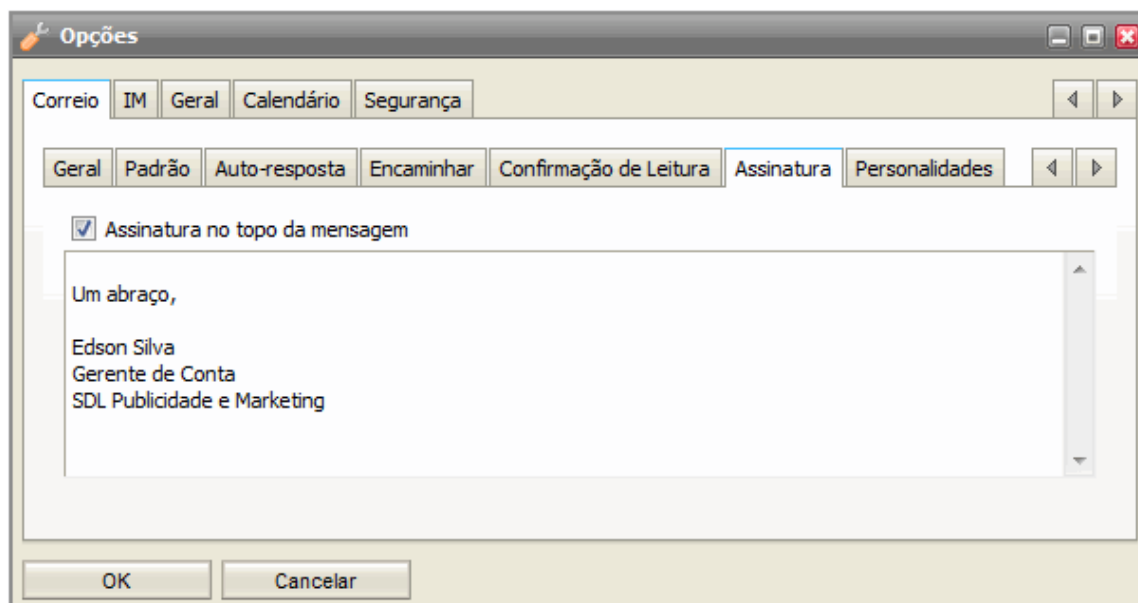 Opções
Correio IM Geral Calendário Segurança
Geral Padrão Auto-resposta Encaminhar Confirmação de Leitura Assinatura Personalidades
Assinatura no topo da mensagem
Um abraço,
Edson Silva
Gerente de Conta
SDL Publicidade e Marketing
OK Cancelar